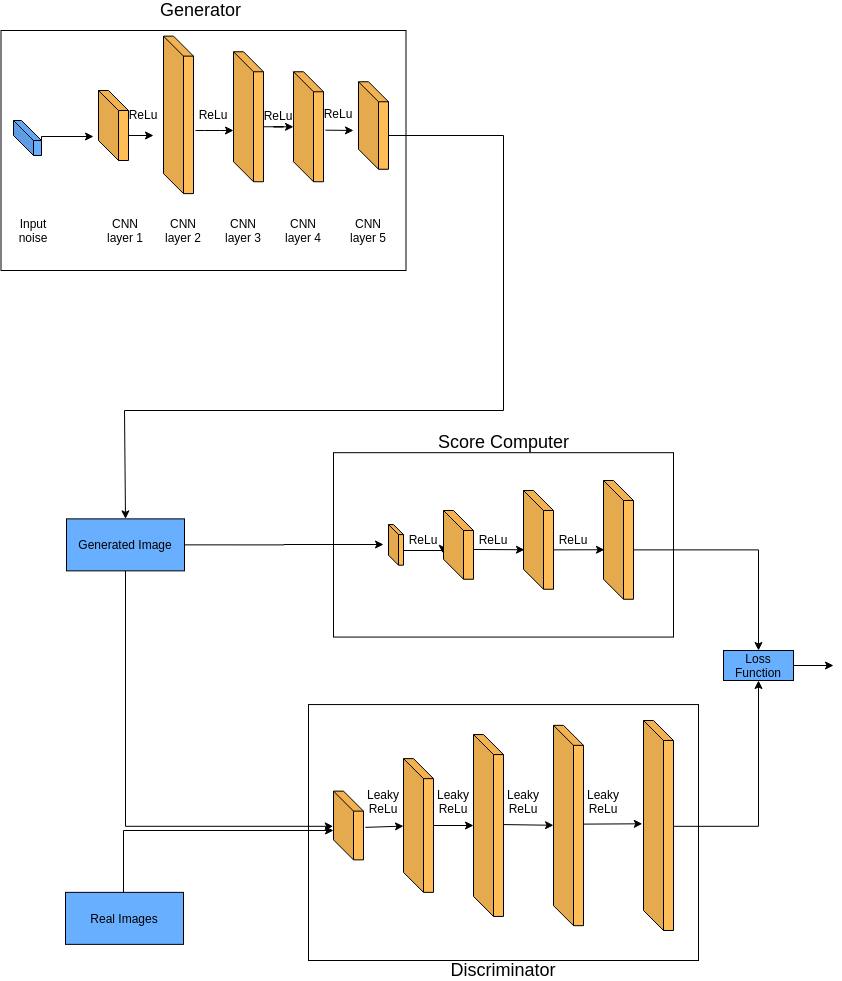 Generator
ReLu
ReLu
ReLu
ReLu
Input
noise
CNN
layer 1
CNN
layer 2
CNN
layer 3
CNN
layer 4
CNN
layer 5
Score Computer
Generated Image
ReLu
ReLu
ReLu
Loss
Function
Leaky
ReLu
Leaky
ReLu
Leaky
ReLu
Leaky
ReLu
Real Images
Discriminator